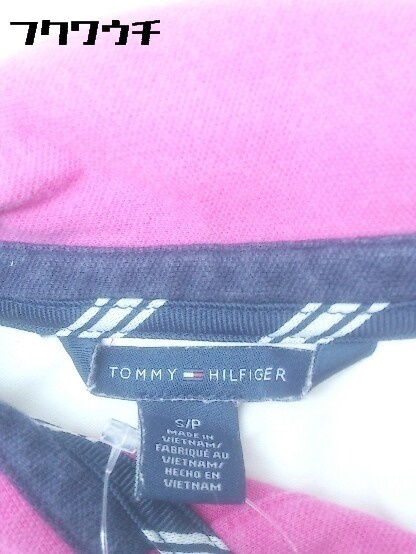 フクワウチ
TOMMY HILFIGER
S/P
MADE IN
VIETNAM/
FABRIQUÉ AU
VIETNAM/
HECHO EN
VIETNAM